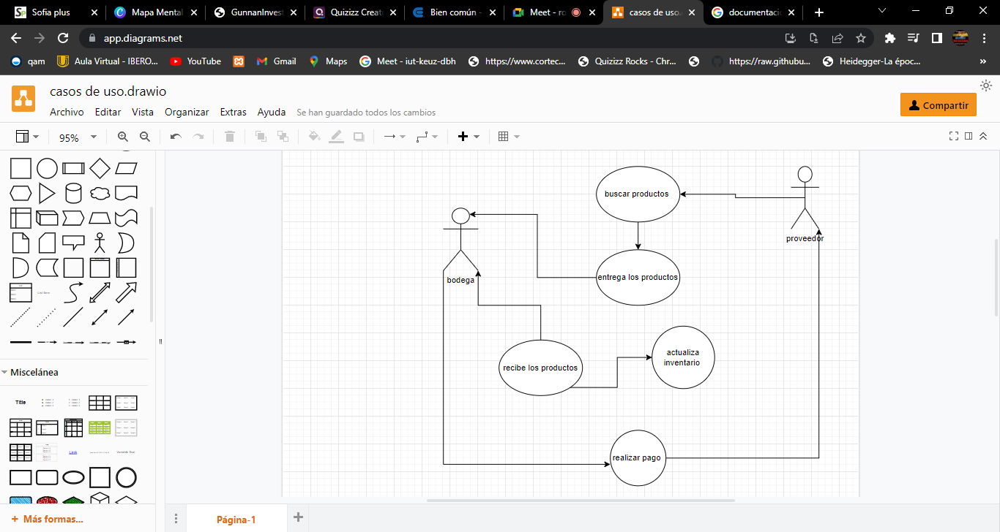 Sofia plus
Mapa Mental
GunnanInvest
Quizizz Create
Bien común -
Meet - ro
casos de uso.
documentaci
app.diagrams.net
qam
Aula Virtual - IBERO...
YouTube
Gmail
Maps
Meet - iut-keuz-dbh
https://www.cortec...
Quizizz Rocks - Chr...
https://raw.githubu...
Heidegger-La époc...
»
casos de uso.drawio
Archivo Editar Vista Organizar Extras Ayuda Se han guardado todos los cambios
Compartir
95%
List Item
Miscelánea
Title
Link
+ Más formas...
Página-1
buscar productos
proveedor
entrega los productos
bodega
actualiza
inventario
recibe los productos
realizar pago